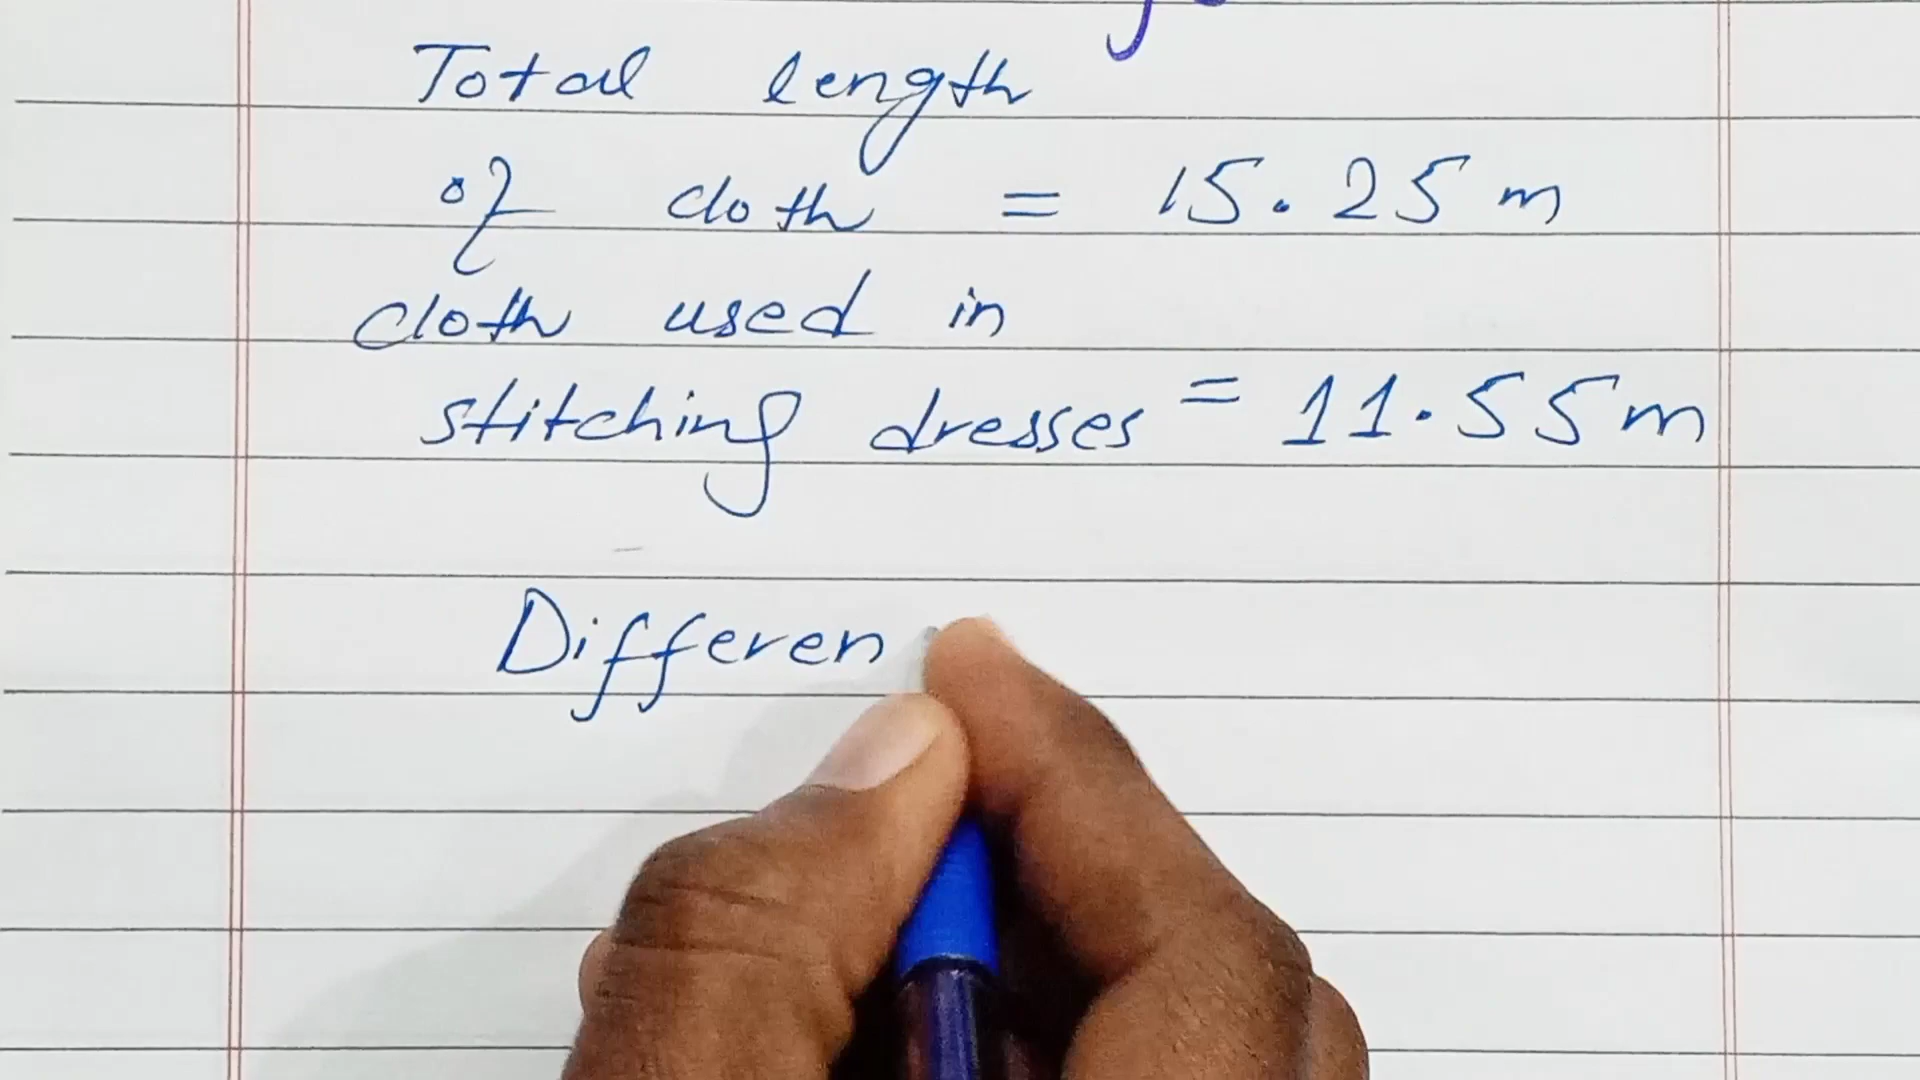 Total length
of cloth = 15.25 m
cloth used in
stitching dresses = 11.55 m
Differen